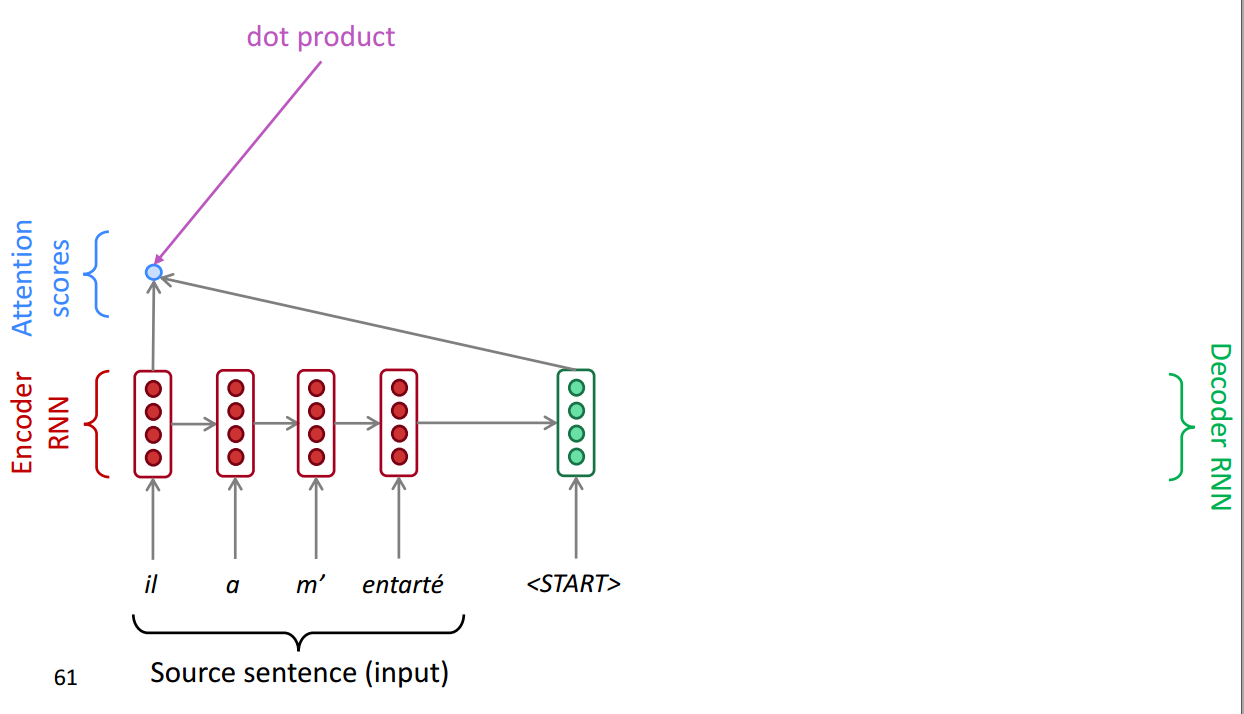 dot product
Attention
scores
Encoder
RNN
Decoder RNN
il a m’ entarté <START>
Source sentence (input)
61